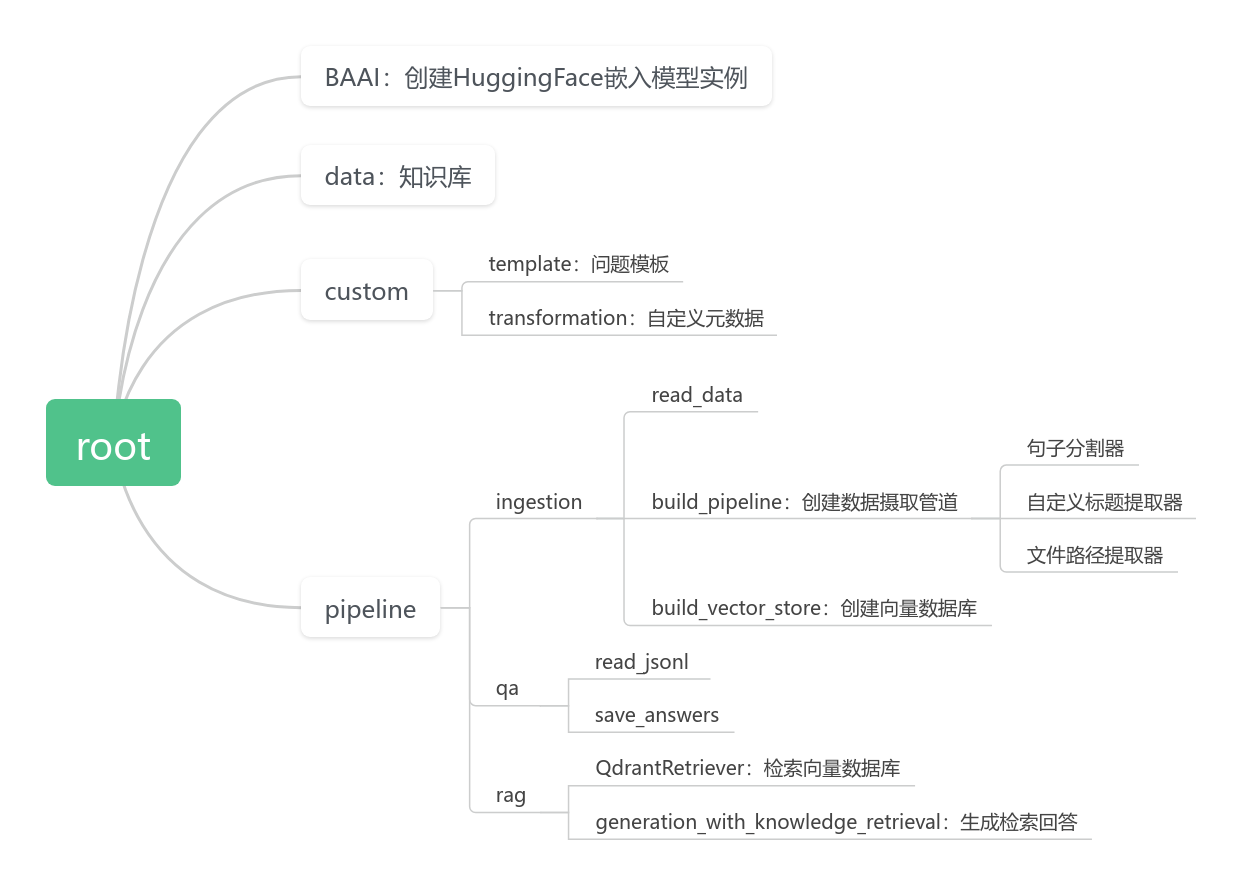 BAAI：创建HuggingFace嵌入模型实例
data：知识库
template：问题模板
custom
transformation：自定义元数据
read_data
句子分割器
root
ingestion
build_pipeline：创建数据摄取管道
自定义标题提取器
文件路径提取器
pipeline
build_vector_store：创建向量数据库
read_jsonl
qa
save_answers
QdrantRetriever：检索向量数据库
rag
generation_with_knowledge_retrieval：生成检索回答